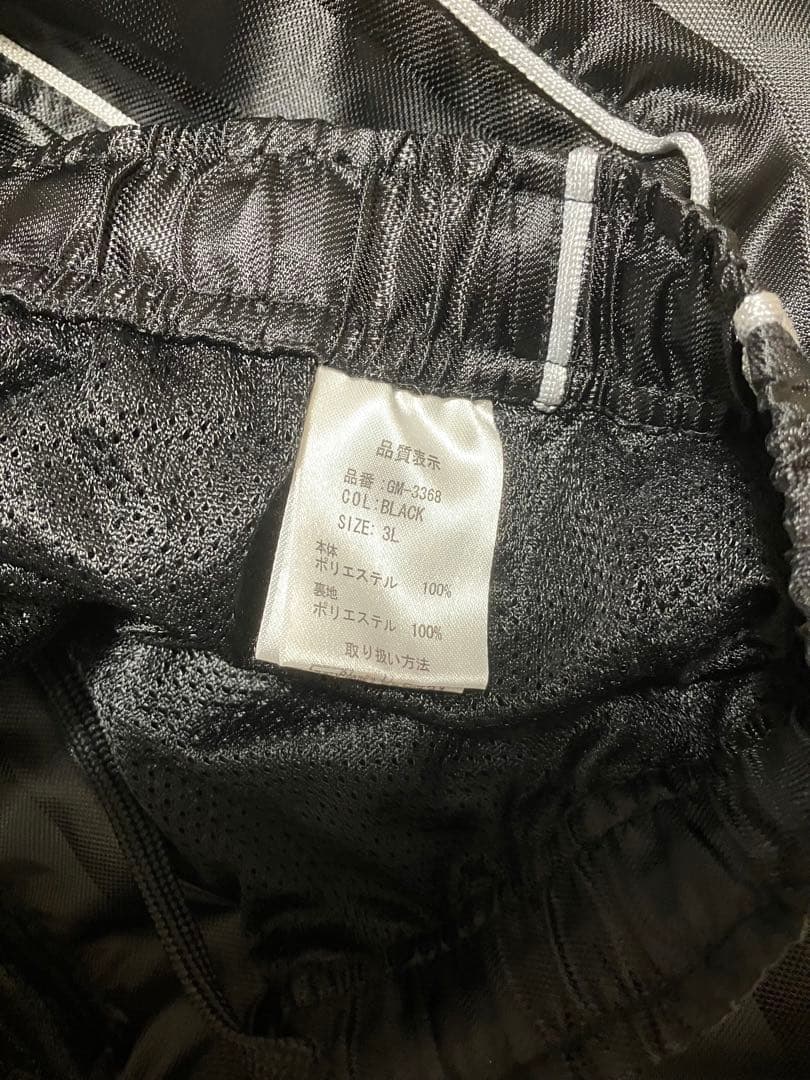 品質表示
品番:GM-3368
COL:BLACK
SIZE: 3L
本体
ポリエステル 100%
裏地
ポリエステル 100%
取り扱い方法